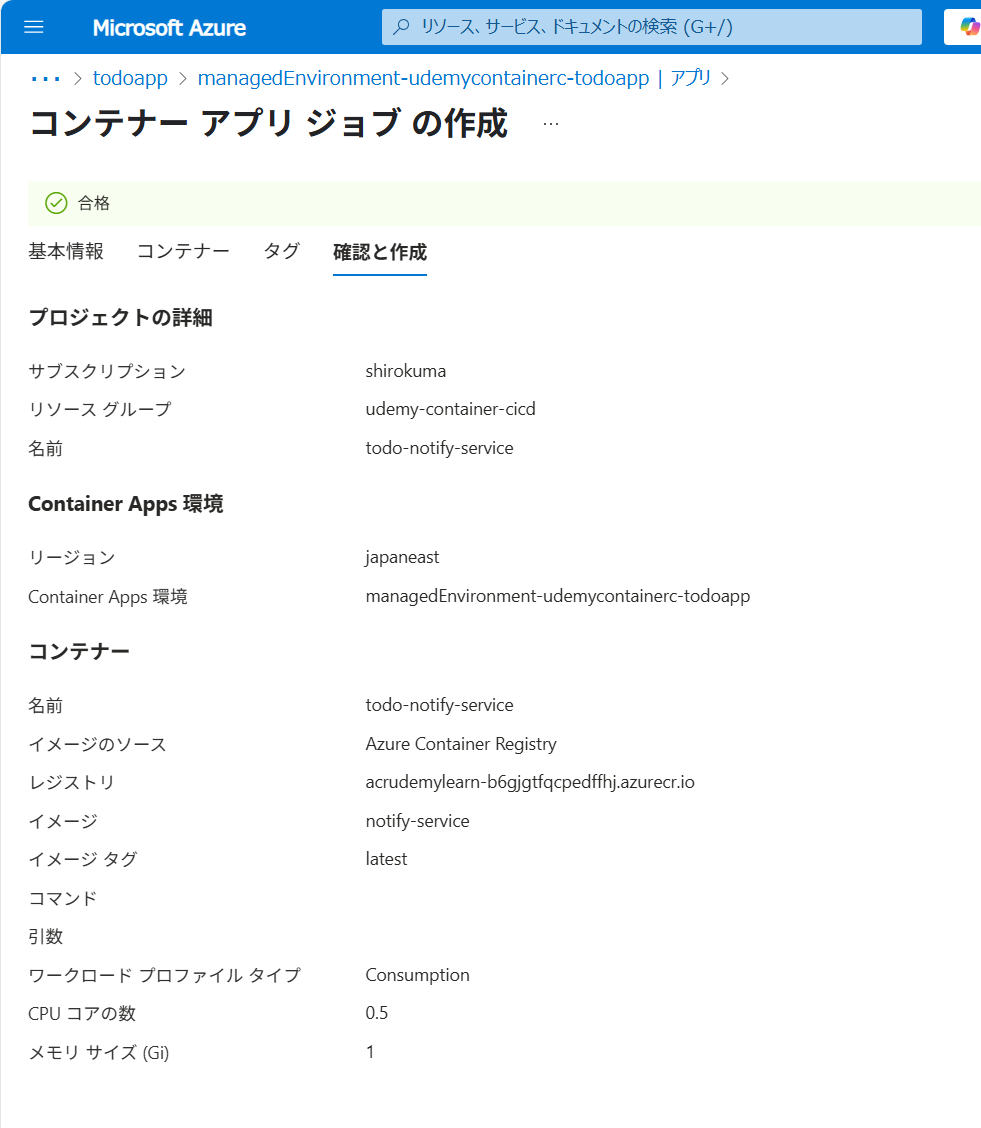 Microsoft Azure
リソース、サービス、ドキュメントの検索 (G+/)
··· > todoapp > managedEnvironment-udemycontainerc-todoapp | アプリ >
コンテナー アプリ ジョブ の作成 ...
合格
基本情報 コンテナー タグ 確認と作成
プロジェクトの詳細
サブスクリプション shirokuma
リソース グループ udemy-container-cicd
名前 todo-notify-service
Container Apps 環境
リージョン japaneast
Container Apps 環境 managedEnvironment-udemycontainerc-todoapp
コンテナー
名前 todo-notify-service
イメージのソース Azure Container Registry
レジストリ acrudemylearn-b6gjgtfqcpedffhj.azurecr.io
イメージ notify-service
イメージ タグ latest
コマンド
引数
ワークロード プロファイル タイプ Consumption
CPU コアの数 0.5
メモリ サイズ (Gi) 1